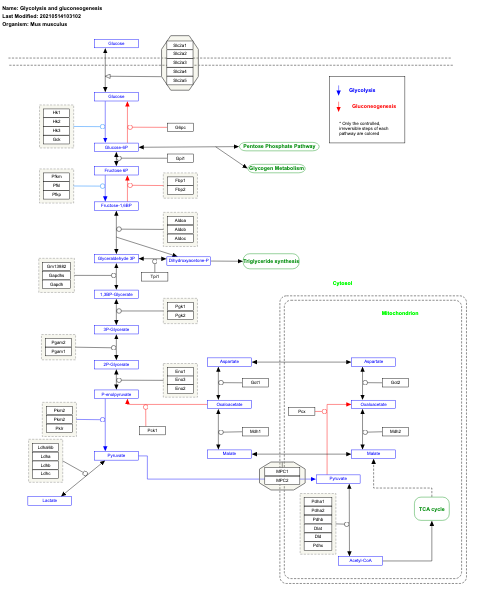 Name: Glycolysis and gluconeogenesis
Last Modified: 20210514103102
Organism: Mus musculus
Glucose
Slc2a1
Slc2a2
Slc2a3
Slc2a4
Slc2a5
Glucose
Glycolysis
Gluconeogenesis
* Only the controlled,
irreversible steps of each
pathway are colored
Hk1
Hk2
Hk3
Gck
G6pc
Glucose-6P
Pentose Phosphate Pathway
Gpi1
Glycogen Metabolism
Fructose-6P
Pfkm
Pfkl
Pfkp
Fbp1
Fbp2
Fructose-1,6BP
Aldoa
Aldob
Aldoc
Glyceraldehyde 3P
Dihydroxyacetone-P
Triglyceride synthesis
Tpi1
Gm13882
Gapdhs
Gapdh
1,3BP-Glycerate
Cytosol
Pgk1
Pgk2
Mitochondrion
3P-Glycerate
Pgam2
Pgam1
2P-Glycerate
Aspartate
Aspartate
Eno1
Eno3
Eno2
Got1
Got2
P-enolpyruvate
Oxaloacetate
Oxaloacetate
Pkm2
Pklr
Pcx
Pck1
Mdh1
Mdh2
Pyruvate
Malate
Malate
Ldhal6b
Ldha
Ldhb
Ldhc
MPC1
MPC2
Pyruvate
Lactate
Pdha1
Pdha2
Pdhb
Dlat
Dld
Pdhx
TCA cycle
Acetyl-CoA